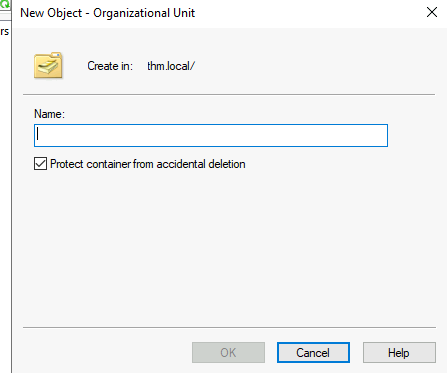 New Object - Organizational Unit
rs
Create in: thm.local/
Name:
Protect container from accidental deletion
OK Cancel Help